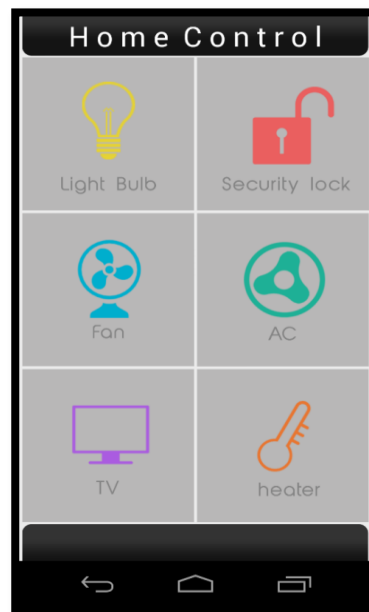 Home Control
Light Bulb
Security lock
Fan
AC
TV
heater